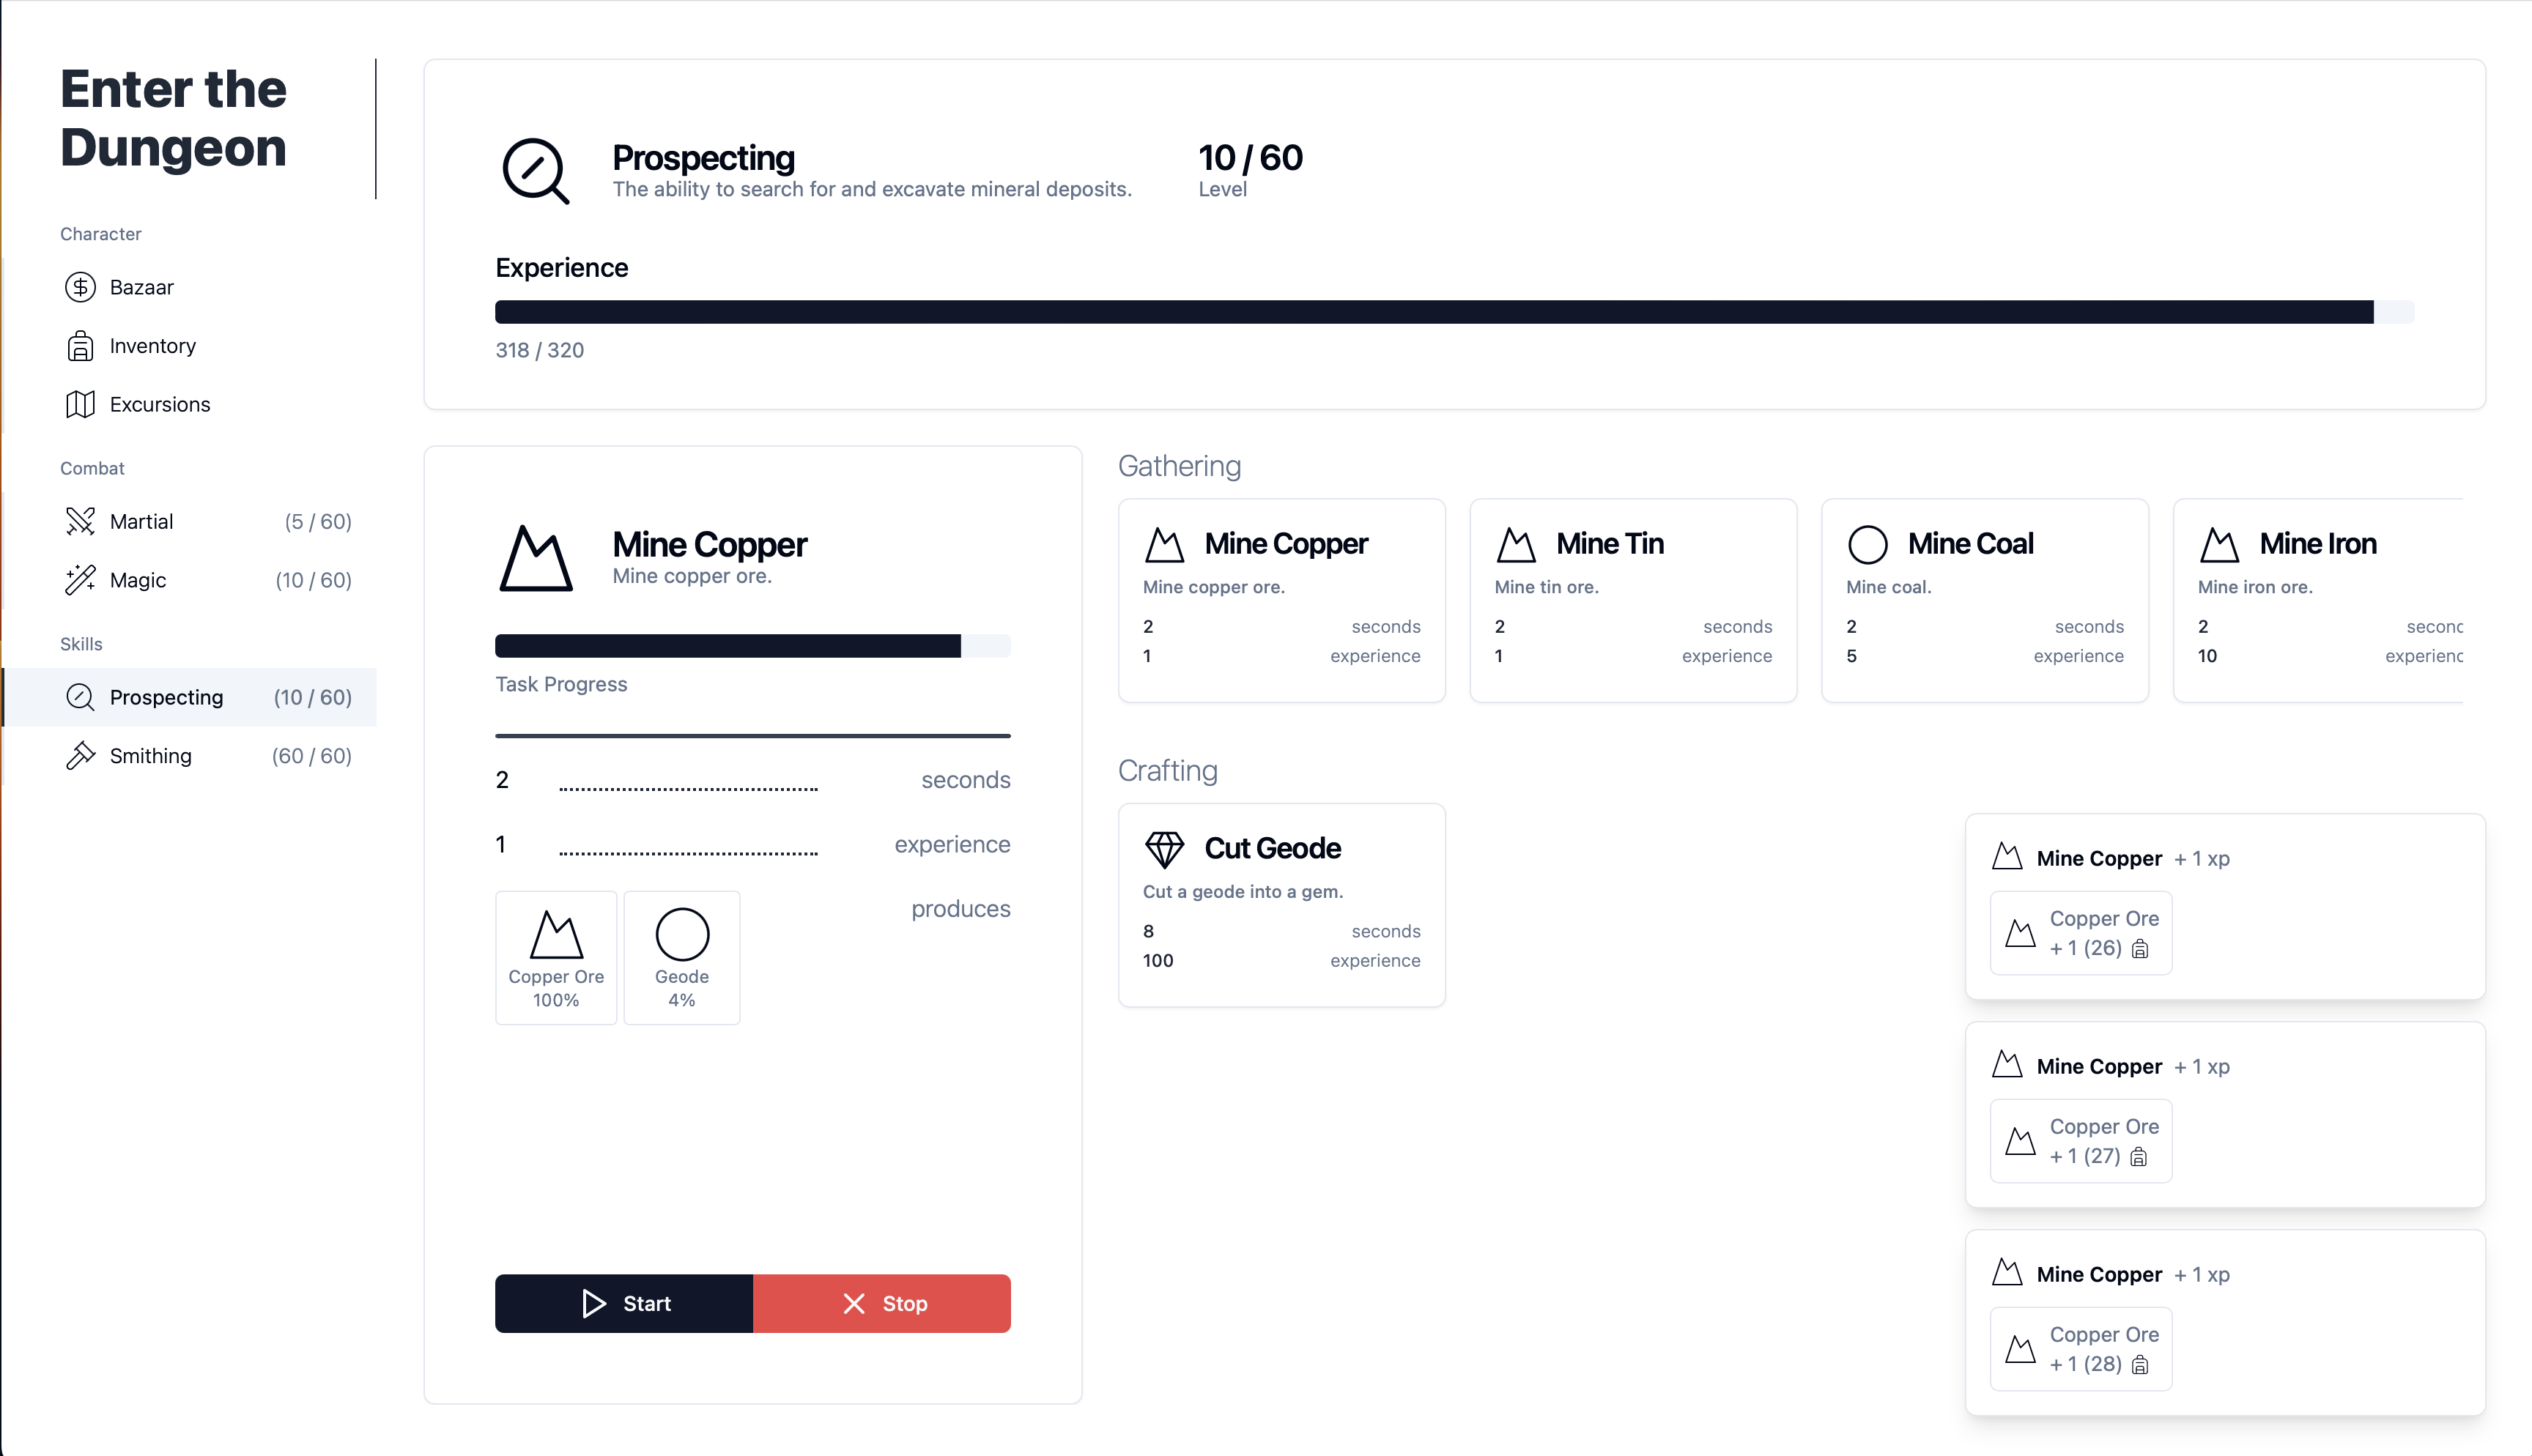 Enter the
Dungeon
Character
Bazaar
Inventory
Excursions
Combat
Martial (5 / 60)
Magic (10 / 60)
Skills
Prospecting (10 / 60)
Smithing (60 / 60)
Prospecting
The ability to search for and excavate mineral deposits.
10 / 60
Level
Experience
318 / 320
Mine Copper
Mine copper ore.
Task Progress
2 seconds
1 experience
produces
Copper Ore
100%
Geode
4%
Start
Stop
Gathering
Mine Copper
Mine copper ore.
2 seconds
1 experience
Mine Tin
Mine tin ore.
2 seconds
1 experience
Mine Coal
Mine coal.
2 seconds
5 experience
Mine Iron
Mine iron ore.
2 secon
10 experien
Crafting
Cut Geode
Cut a geode into a gem.
8 seconds
100 experience
Mine Copper + 1 xp
Copper Ore
+ 1 (26)
Mine Copper + 1 xp
Copper Ore
+ 1 (27)
Mine Copper + 1 xp
Copper Ore
+ 1 (28)